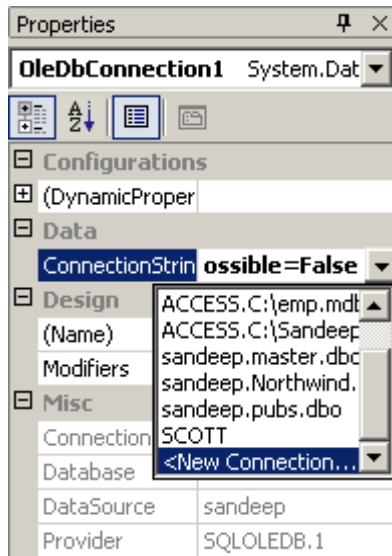 Properties
OleDbConnection1 System.Dat
A
Z
Configurations
(DynamicProper
Data
ConnectionStrin ossible=False
Design
(Name)
Modifiers
Misc
Connection
Database
DataSource sandeep
Provider SQLOLEDB.1
ACCESS.C:\emp.mdb
ACCESS.C:\Sandeep
sandeep.master.dbo
sandeep.Northwind.
sandeep.pubs.dbo
SCOTT
<New Connection...